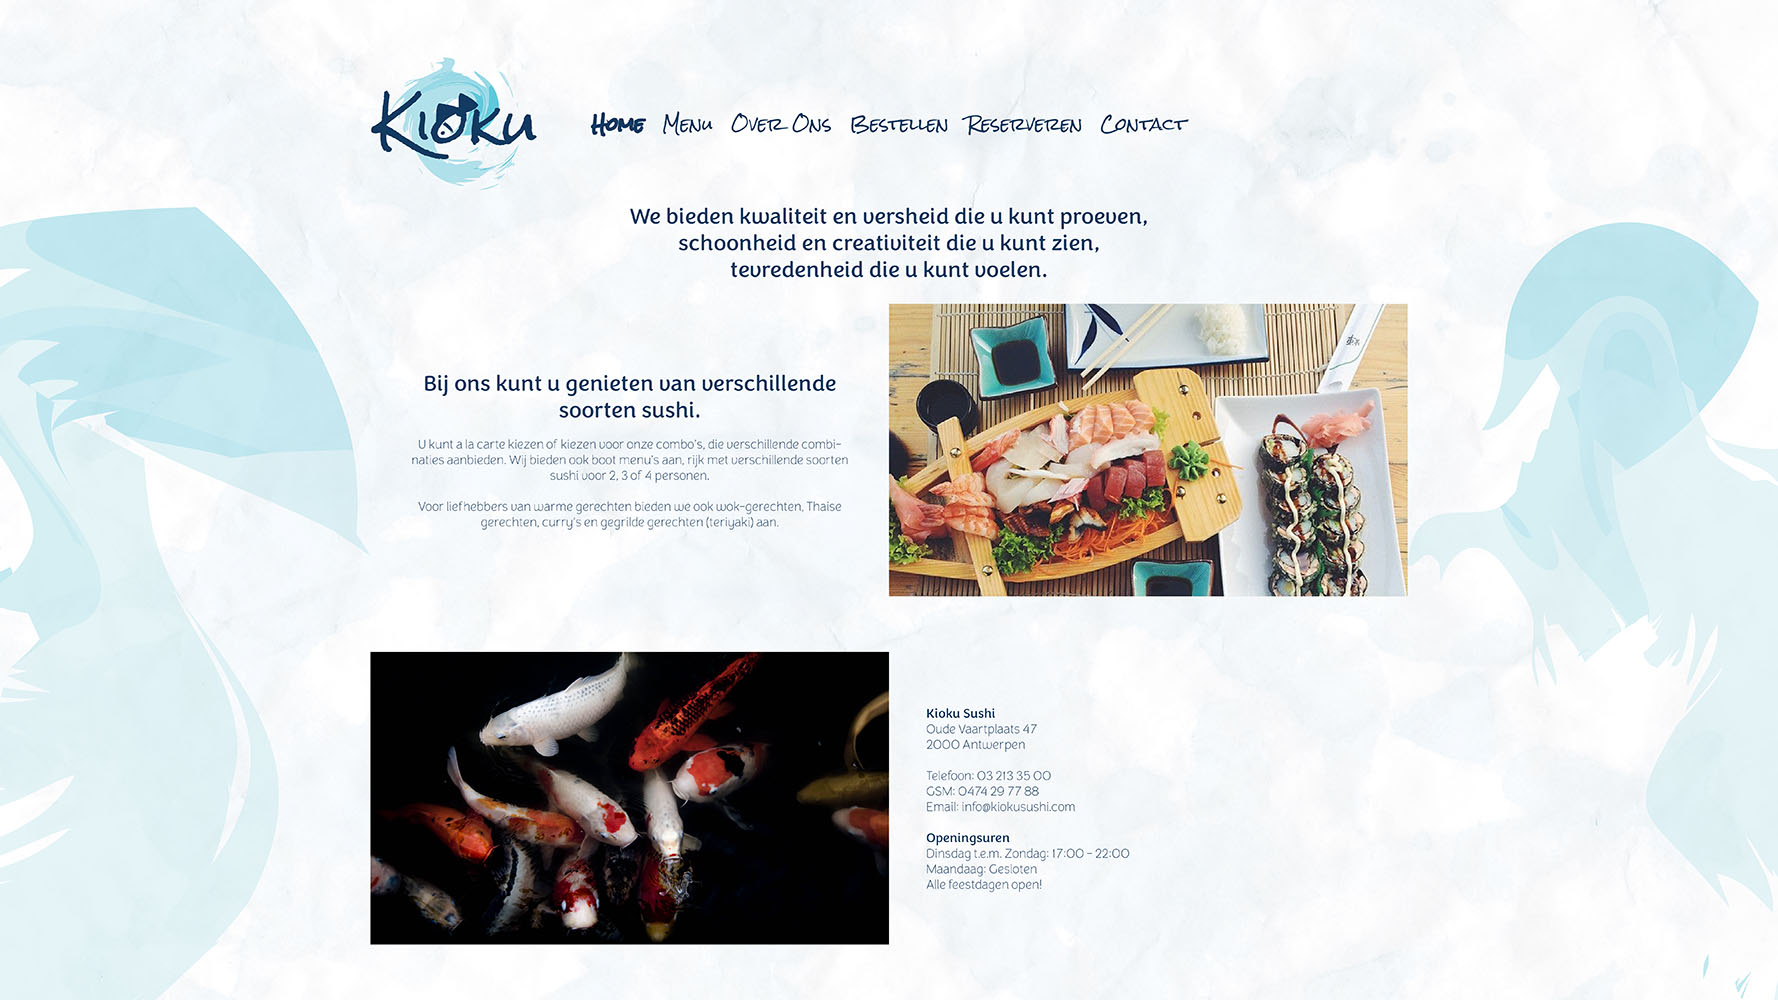 Kioku
Home Menu Over Ons Bestellen Reserveren Contact
We bieden kwaliteit en versheid die u kunt proeven,
schoonheid en creativiteit die u kunt zien,
tevredenheid die u kunt voelen.
Bij ons kunt u genieten van verschillende
soorten sushi.
U kunt a la carte kiezen of kiezen voor onze combo's, die verschillende combi-
naties aanbieden. Wij bieden ook boot menu's aan, rijk met verschillende soorten
sushi voor 2, 3 of 4 personen.
Voor liefhebbers van warme gerechten bieden we ook wok-gerechten, Thaise
gerechten, curry's en gegrilde gerechten (teriyaki) aan.
Kioku Sushi
Oude Vaartplaats 47
2000 Antwerpen
Telefoon: 03 213 35 00
GSM: 0474 29 77 88
Email: info@kiokusushi.com
Openingsuren
Dinsdag t.e.m. Zondag: 17:00 - 22:00
Maandaag: Gesloten
Alle feestdagen open!